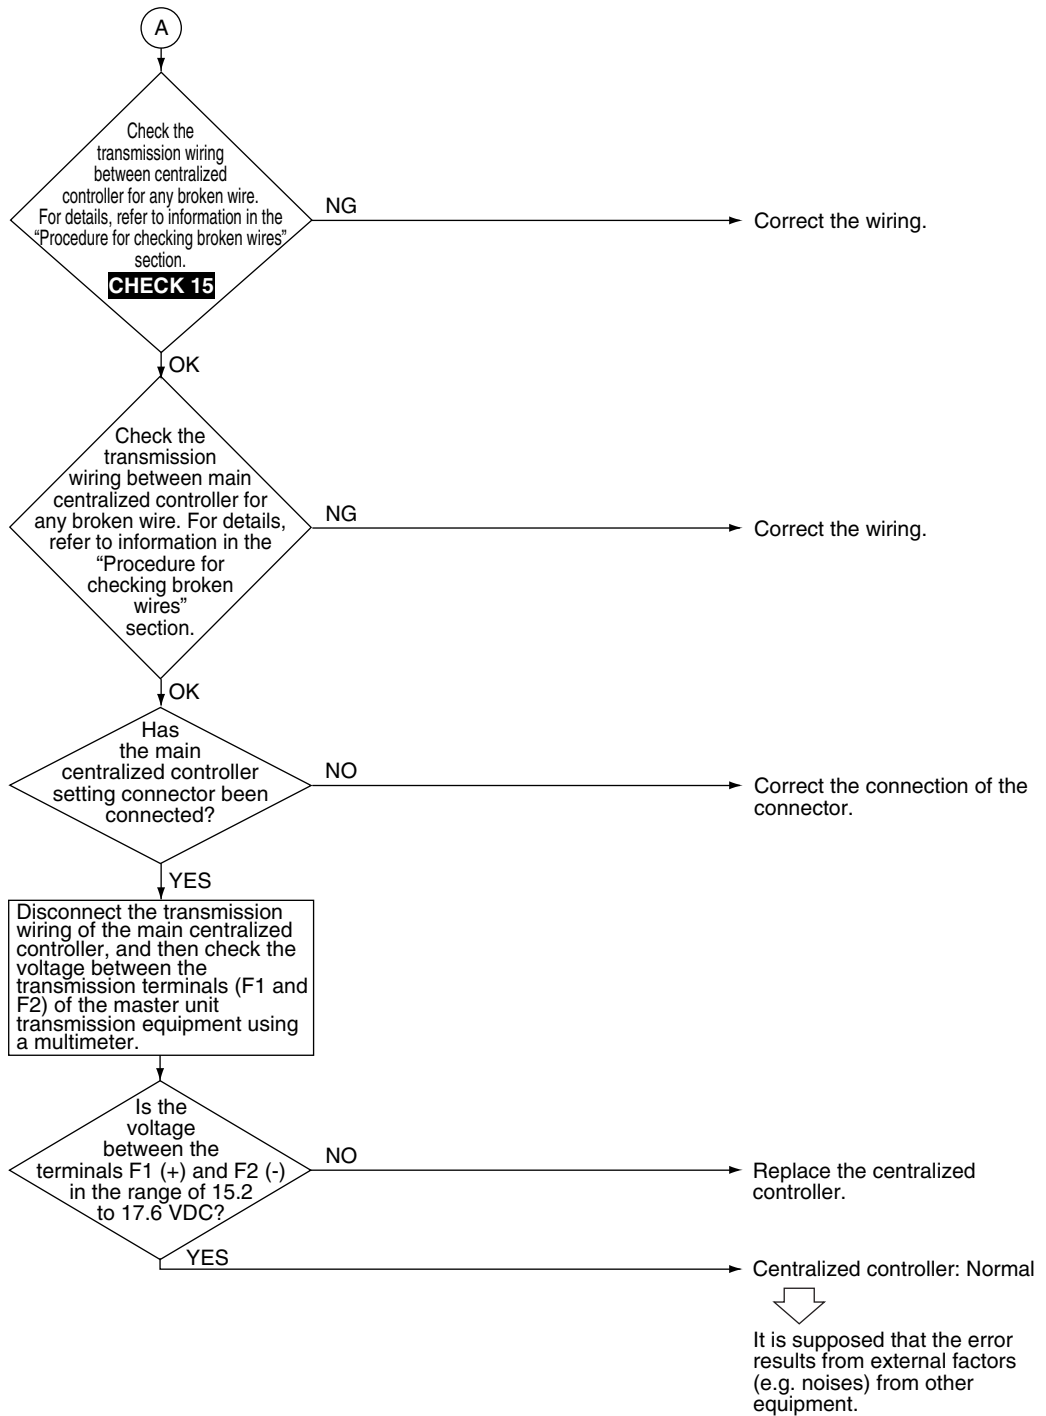 A
Check the
transmission wiring
between centralized
controller for any broken wire.
For details, refer to information in the
“Procedure for checking broken wires”
section.
CHECK 15
NG
Correct the wiring.
OK
Check the
transmission
wiring between main
centralized controller for
any broken wire. For details,
refer to information in the
“Procedure for
checking broken
wires”
section.
NG
Correct the wiring.
OK
Has
the main
centralized controller
setting connector been
connected?
NO
Correct the connection of the
connector.
YES
Disconnect the transmission
wiring of the main centralized
controller, and then check the
voltage between the
transmission terminals (F1 and
F2) of the master unit
transmission equipment using
a multimeter.
Is the
voltage
between the
terminals F1 (+) and F2 (-)
in the range of 15.2
to 17.6 VDC?
NO
Replace the centralized
controller.
YES
Centralized controller: Normal
It is supposed that the error
results from external factors
(e.g. noises) from other
equipment.